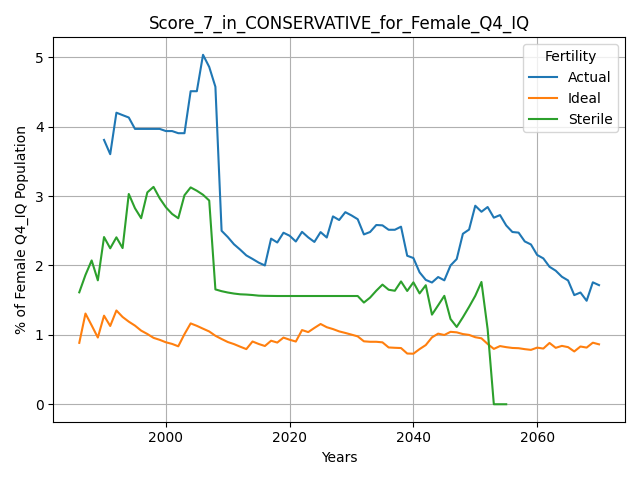 Score_7_in_CONSERVATIVE_for_Female_Q4_IQ
% of Female Q4_IQ Population
5
4
3
2
1
0
Fertility
Actual
Ideal
Sterile
2000
2020
2040
2060
Years